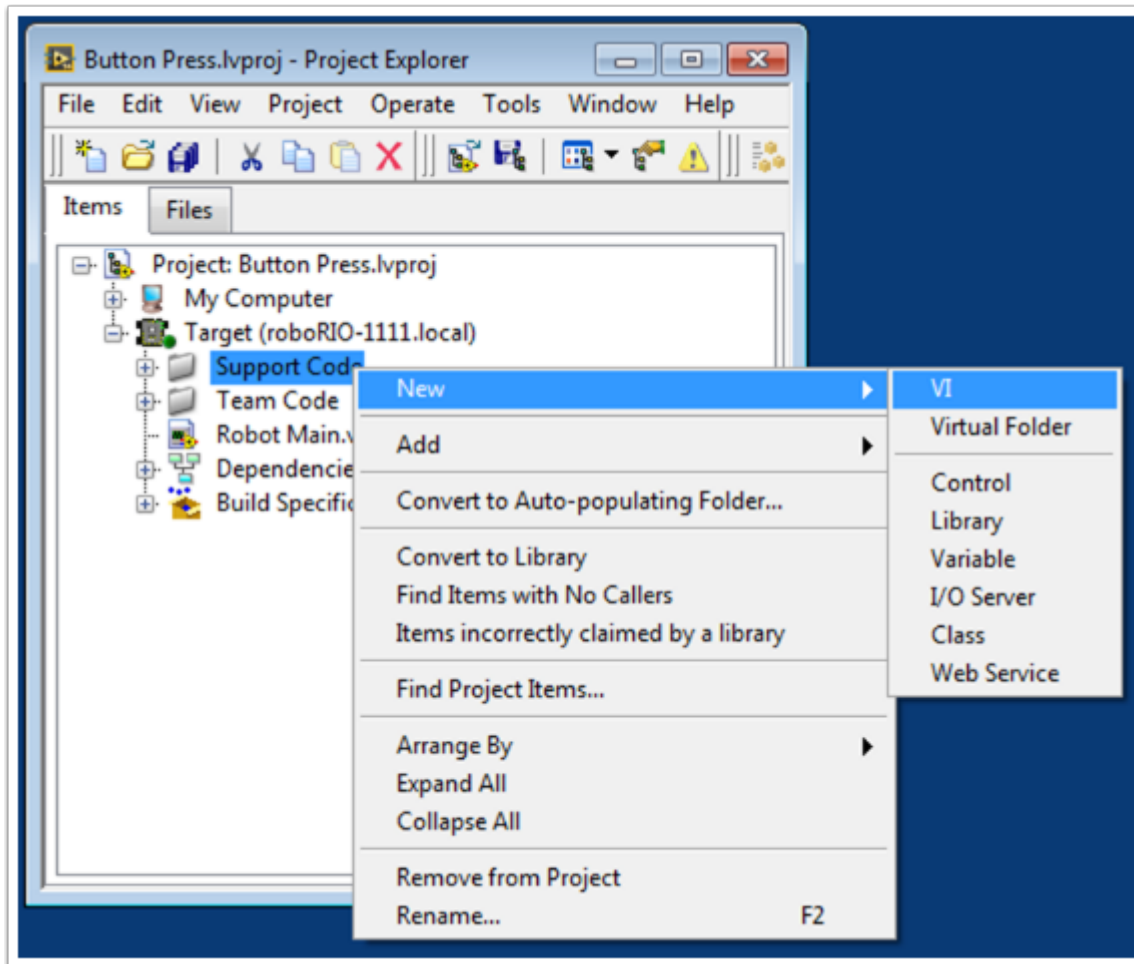 Button Press.lvproj - Project Explorer
File Edit View Project Operate Tools Window Help
Items Files
Project: Button Press.lvproj
My Computer
Target (roboRIO-1111.local)
Support Code
Team Code
Robot Main.v
Dependencie
Build Specific
New
Add
Convert to Auto-populating Folder...
Convert to Library
Find Items with No Callers
Items incorrectly claimed by a library
Find Project Items...
Arrange By
Expand All
Collapse All
Remove from Project
Rename... F2
VI
Virtual Folder
Control
Library
Variable
I/O Server
Class
Web Service